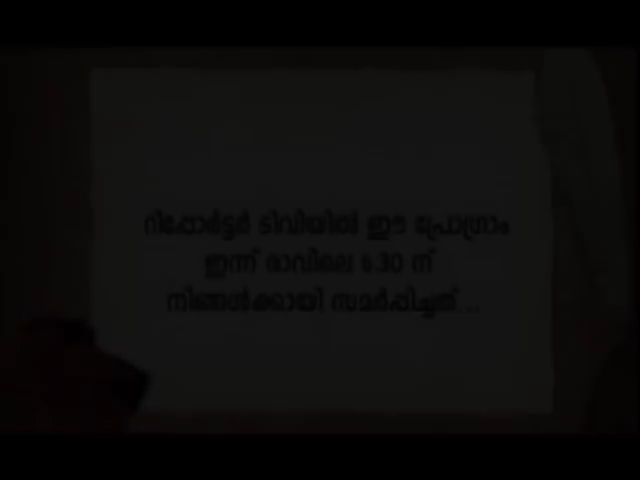 റിപ്പോർട്ടർ ടിവിയിൽ ഈ പ്രോഗ്രാം
ഇന്ന് രാവിലെ 6.30 ന്
നിങ്ങൾക്കായി സമർപ്പിച്ചത്...